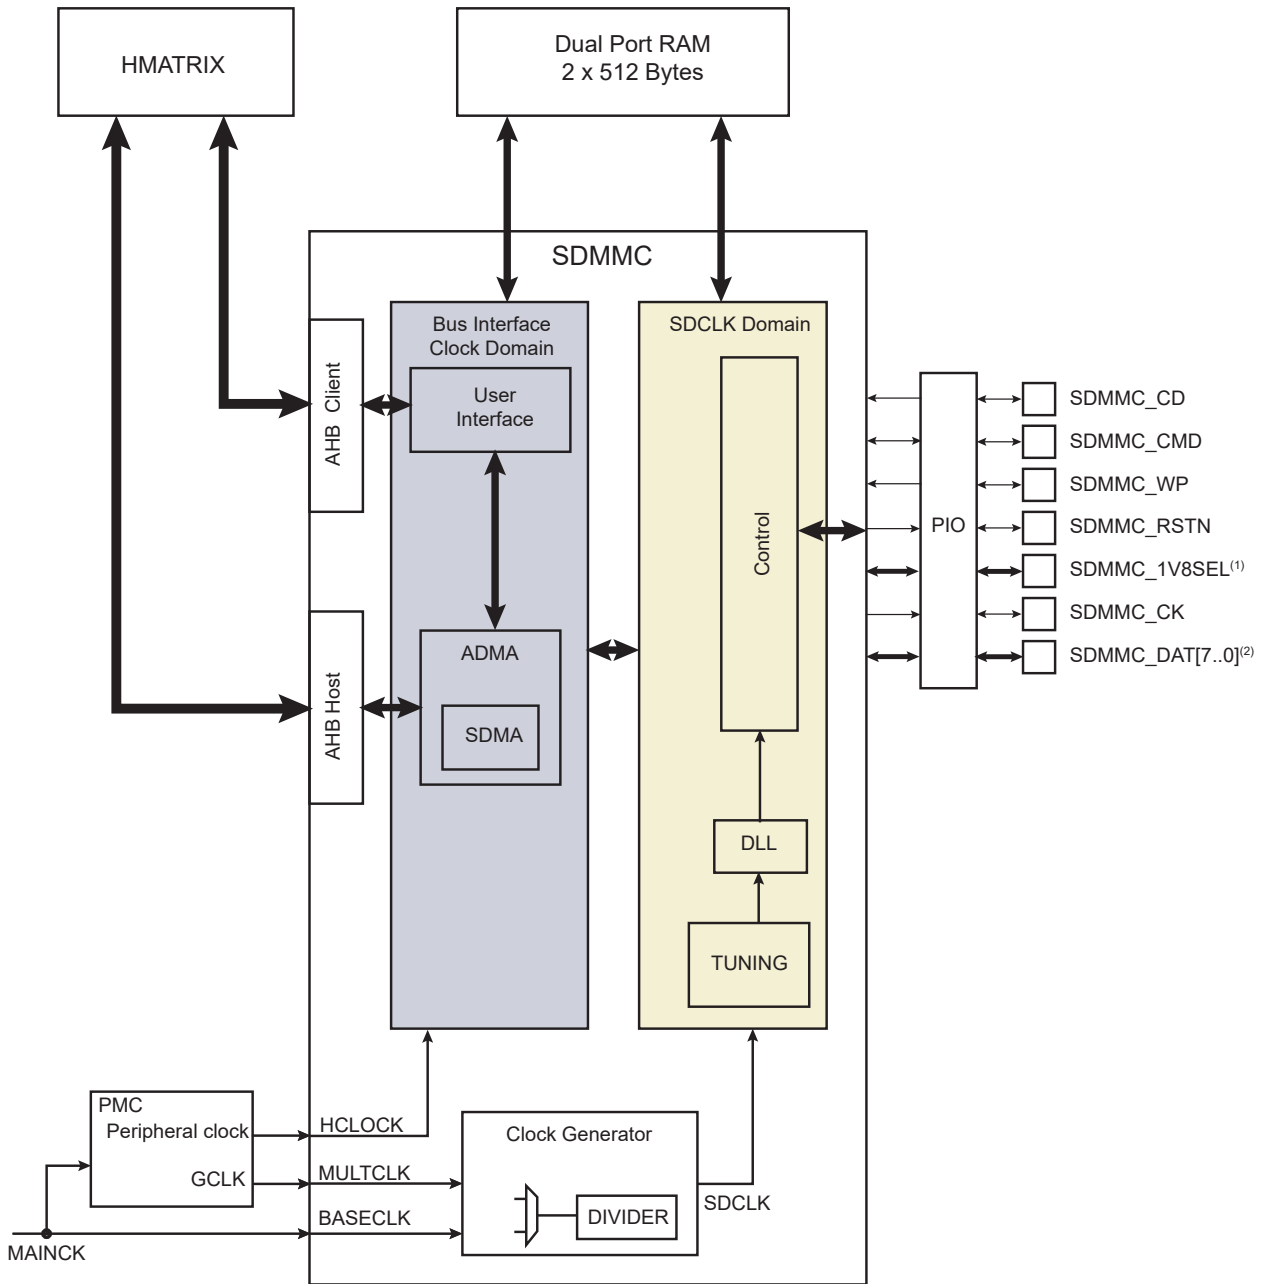 HMATRIX
Dual Port RAM
2 x 512 Bytes
SDMMC
Bus Interface
Clock Domain
SDCLK Domain
AHB Client
User
Interface
Control
PIO
SDMMC_CD
SDMMC_CMD
SDMMC_WP
SDMMC_RSTN
SDMMC_1V8SEL(1)
SDMMC_CK
SDMMC_DAT[7..0](2)
AHB Host
ADMA
SDMA
DLL
TUNING
PMC
Peripheral clock
GCLK
HCLOCK
MULTCLK
BASECLK
MAINCK
Clock Generator
DIVIDER
SDCLK